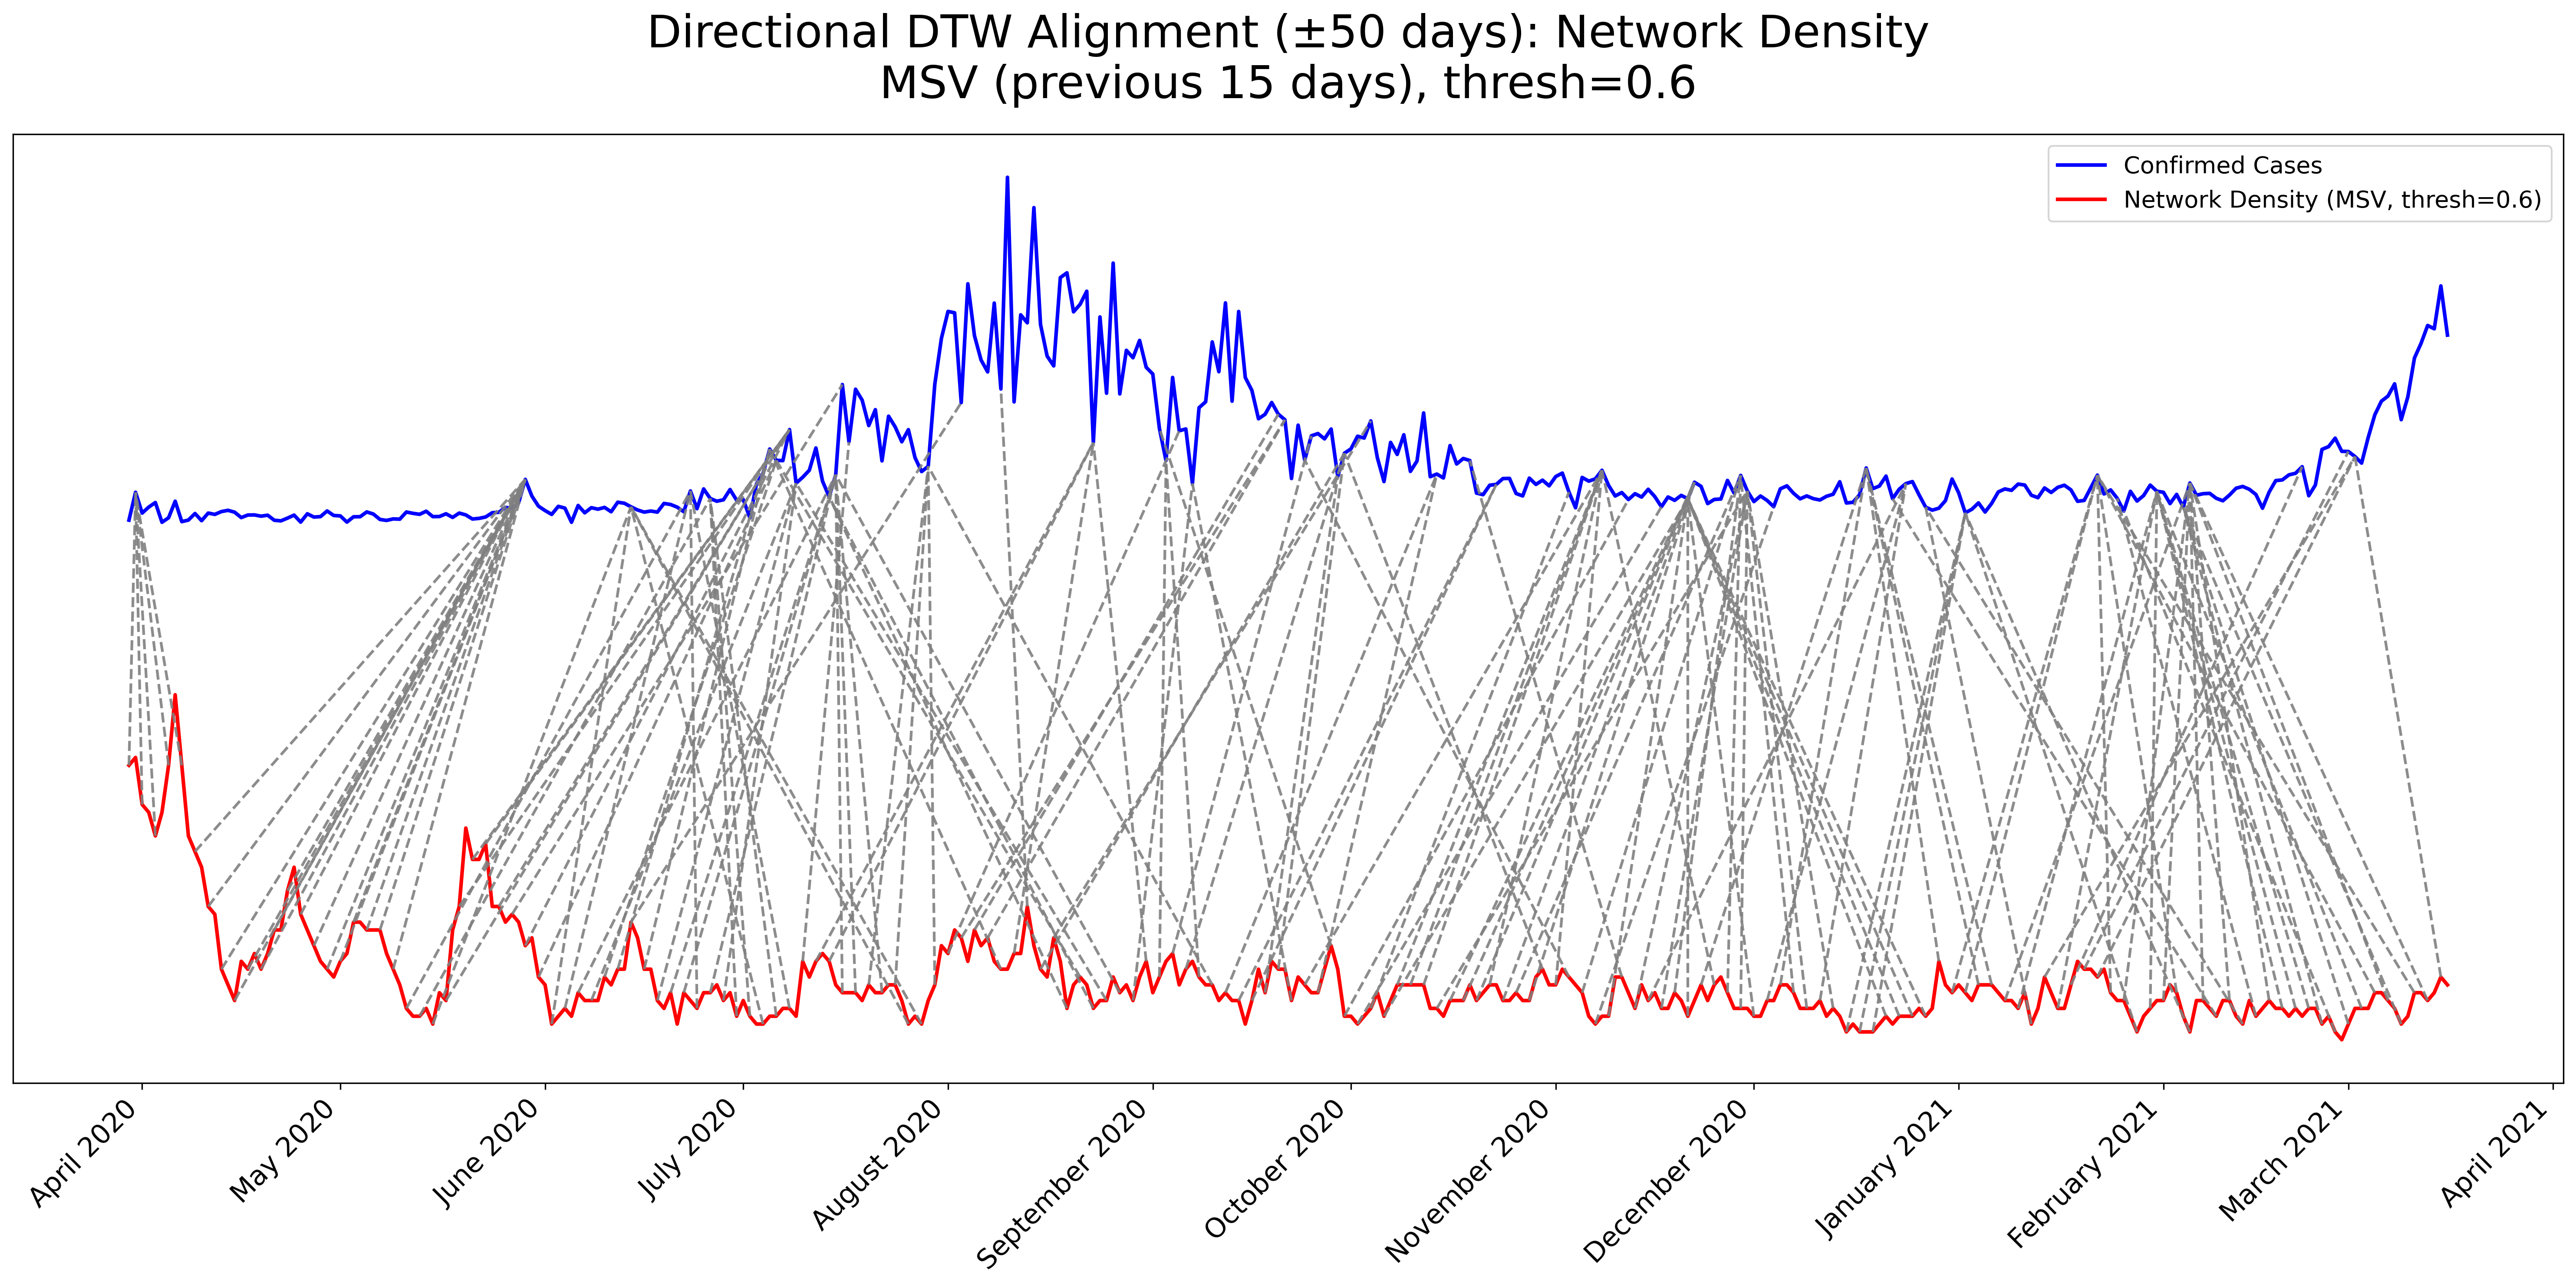 Directional DTW Alignment (±50 days): Network Density
MSV (previous 15 days), thresh=0.6
Confirmed Cases
Network Density (MSV, thresh=0.6)
April 2020
May 2020
June 2020
July 2020
August 2020
September 2020
October 2020
November 2020
December 2020
January 2021
February 2021
March 2021
April 2021